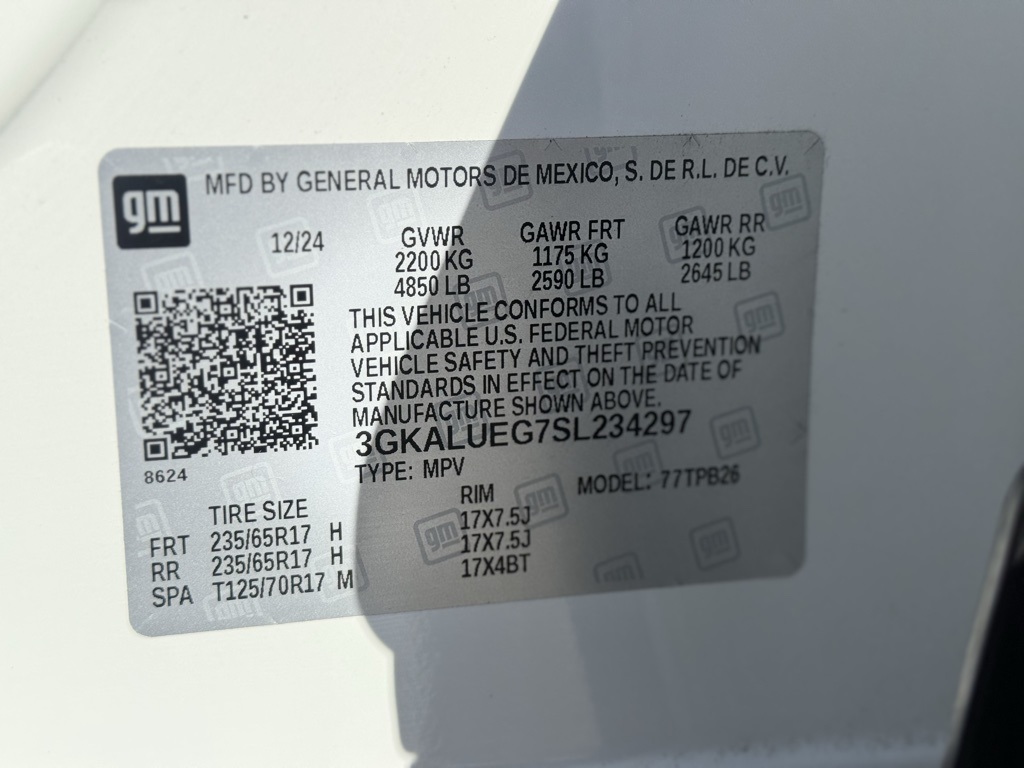 gm
MFD BY GENERAL MOTORS DE MEXICO, S. DE R.L. DE C.V.
12/24 GVWR GAWR FRT GAWR RR
2200 KG 1175 KG 1200 KG
4850 LB 2590 LB 2645 LB
THIS VEHICLE CONFORMS TO ALL
APPLICABLE U.S. FEDERAL MOTOR
VEHICLE SAFETY AND THEFT PREVENTION
STANDARDS IN EFFECT ON THE DATE OF
MANUFACTURE SHOWN ABOVE.
3GKALUEG7SL234297
8624
TYPE: MPV MODEL: 77TPB26
TIRE SIZE RIM
FRT 235/65R17 H 17X7.5J
RR 235/65R17 H 17X7.5J
SPA T125/70R17 M 17X4BT